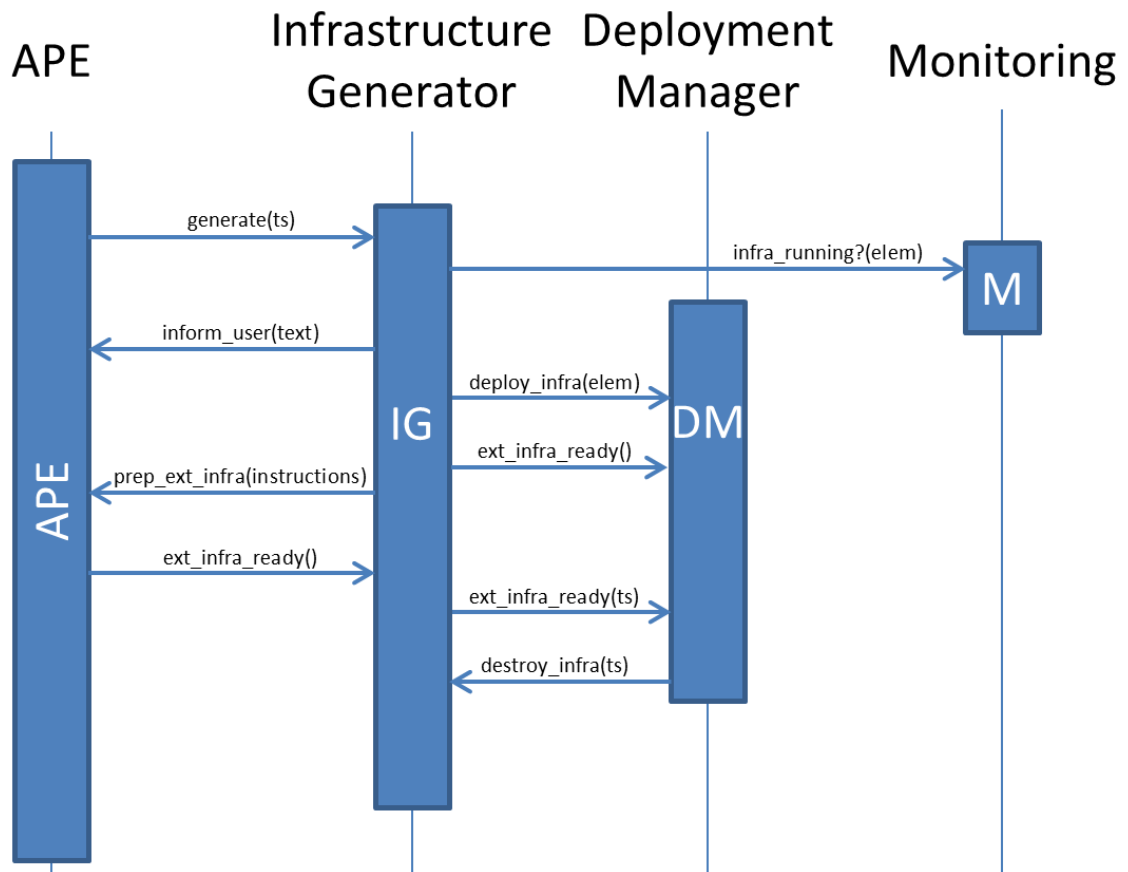 APE
Infrastructure
Generator
Deployment
Manager
Monitoring
generate(ts)
infra_running?(elem)
M
inform_user(text)
deploy_infra(elem)
IG
DM
ext_infra_ready()
prep_ext_infra(instructions)
APE
ext_infra_ready()
ext_infra_ready(ts)
destroy_infra(ts)